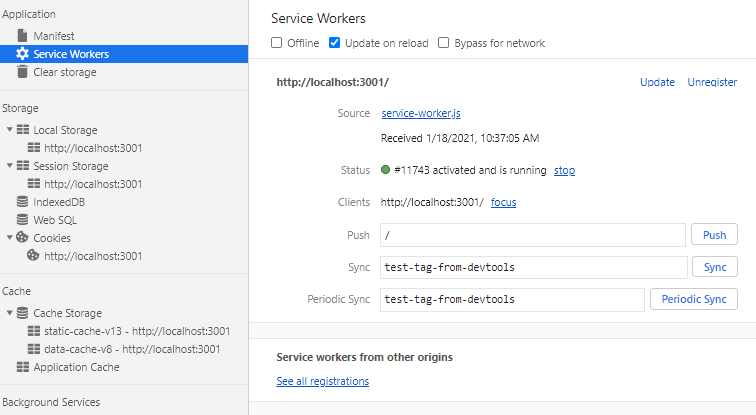 Application
Manifest
Service Workers
Clear storage
Storage
Local Storage
http://localhost:3001
Session Storage
http://localhost:3001
IndexedDB
Web SQL
Cookies
http://localhost:3001
Cache
Cache Storage
static-cache-v13 - http://localhost:3001
data-cache-v8 - http://localhost:3001
Application Cache
Background Services
Service Workers
Offline Update on reload Bypass for network
http://localhost:3001/ Update Unregister
Source service-worker.js
Received 1/18/2021, 10:37:05 AM
Status #11743 activated and is running stop
Clients http://localhost:3001/ focus
Push / Push
Sync test-tag-from-devtools Sync
Periodic Sync test-tag-from-devtools Periodic Sync
Service workers from other origins
See all registrations